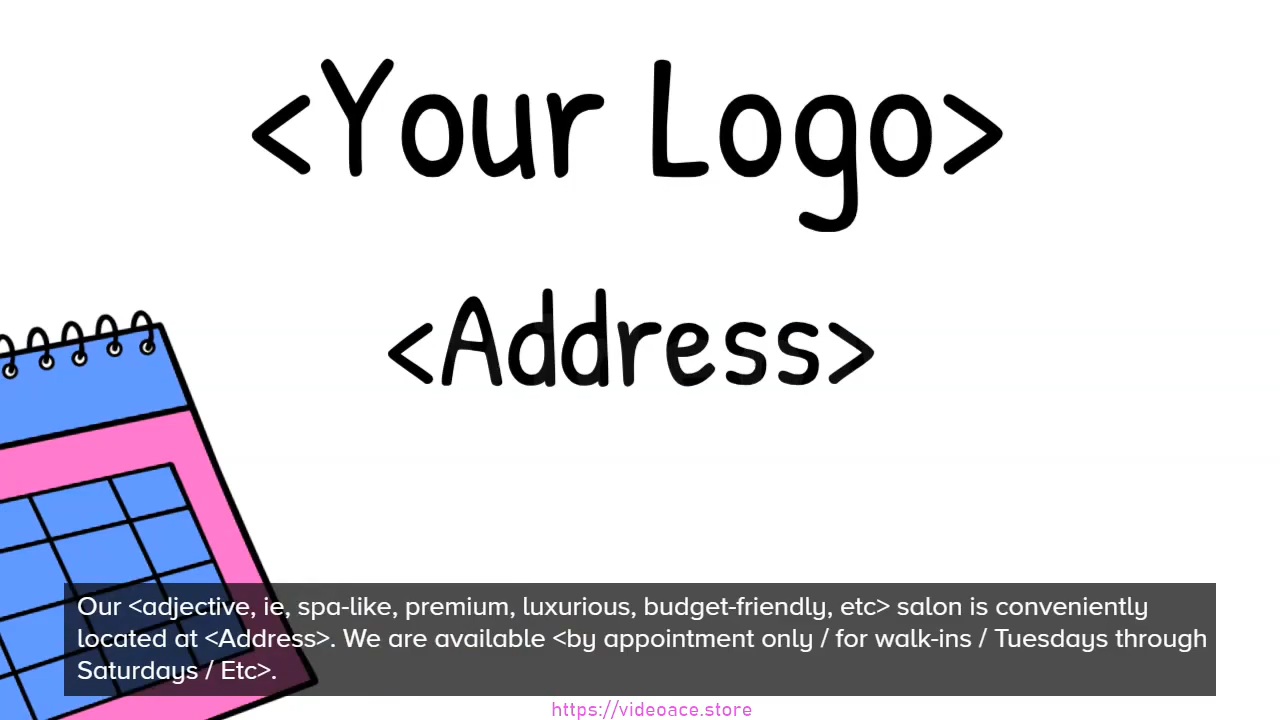 <Your Logo>
<Address>
Our <adjective, ie, spa-like, premium, luxurious, budget-friendly, etc> salon is conveniently
located at <Address>. We are available <by appointment only / for walk-ins / Tuesdays through
Saturdays / Etc>.
https://videoace.store